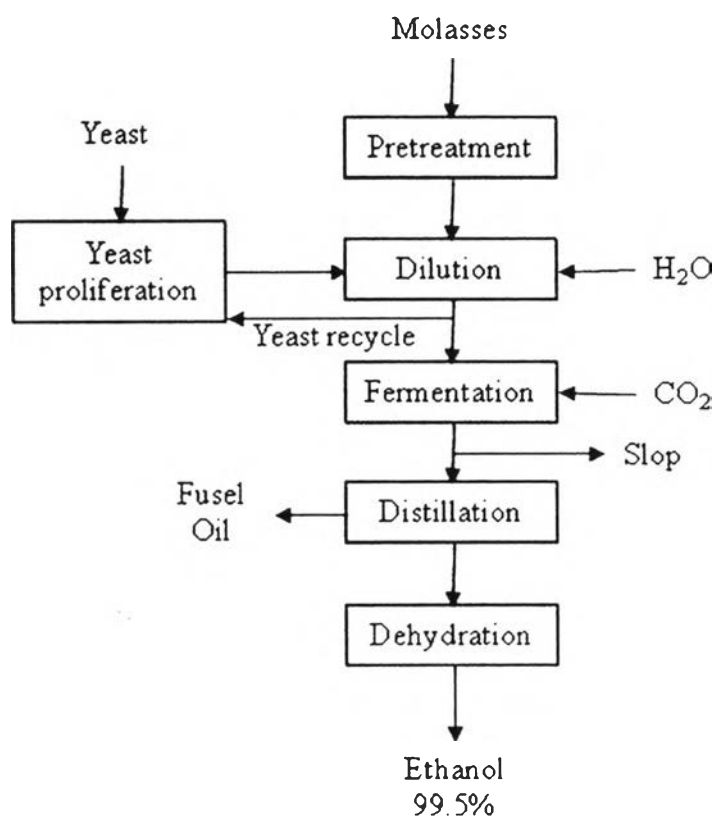 Molasses
Pretreatment
Yeast
Yeast
proliferation
Dilution
H₂O
Yeast recycle
Fermentation
CO₂
Slop
Fusel
Oil
Distillation
Dehydration
Ethanol
99.5%